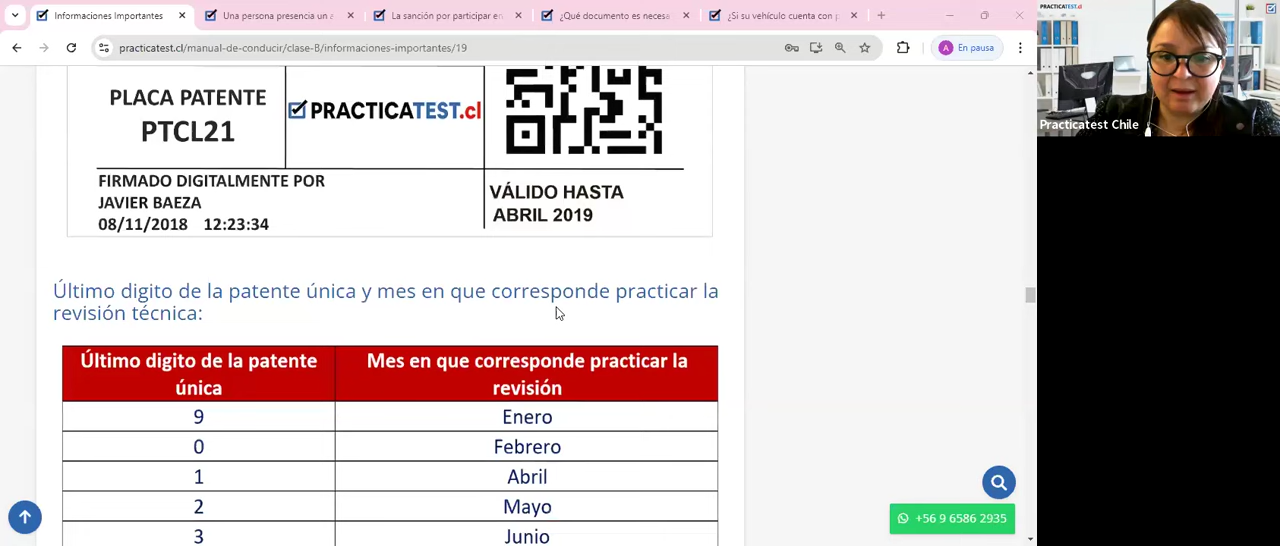 Informaciones Importantes
Una persona presencia un a
La sanción por participar en
¿Qué documento es necesa
¿Si su vehículo cuenta con p
practicatest.cl/manual-de-conducir/clase-B/informaciones-importantes/19
A En pausa
PRACTICATEST.cl
Practicatest Chile
PLACA PATENTE
PTCL21
PRACTICATEST.cl
FIRMADO DIGITALMENTE POR
JAVIER BAEZA
08/11/2018 12:23:34
VÁLIDO HASTA
ABRIL 2019
Último digito de la patente única y mes en que corresponde practicar la
revisión técnica:
Último digito de la patente
única
Mes en que corresponde practicar la
revisión
9 Enero
0 Febrero
1 Abril
2 Mayo
3 Junio
+56 9 6586 2935